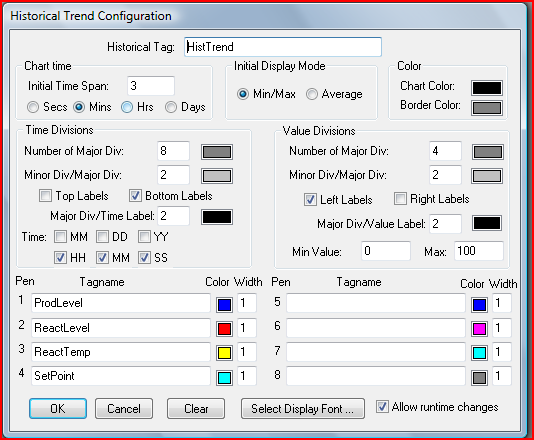 Historical Trend Configuration
Historical Tag: HistTrend
Chart time
Initial Time Span: 3
Secs Mins Hrs Days
Initial Display Mode
Min/Max Average
Color
Chart Color:
Border Color:
Time Divisions
Number of Major Div: 8
Minor Div/Major Div: 2
Top Labels Bottom Labels
Major Div/Time Label: 2
Time: MM DD YY
HH MM SS
Value Divisions
Number of Major Div: 4
Minor Div/Major Div: 2
Left Labels Right Labels
Major Div/Value Label: 2
Min Value: 0 Max: 100
Pen Tagname Color Width
1 ProdLevel 1
2 ReactLevel 1
3 ReactTemp 1
4 SetPoint 1
Pen Tagname Color Width
5 1
6 1
7 1
8 1
OK Cancel Clear Select Display Font ... Allow runtime changes